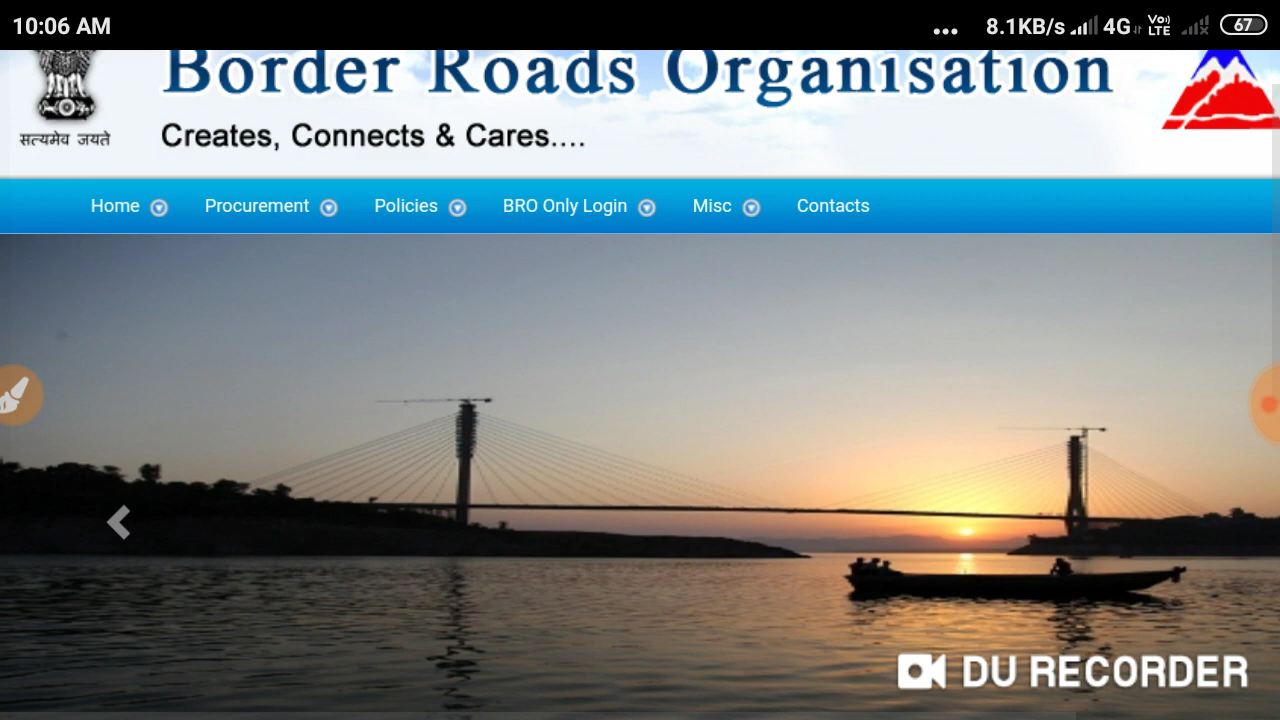 10:06 AM ... 8.1KB/s 4G Vo) LTE 67
Border Roads Organisation
सत्यमेव जयते
Creates, Connects & Cares....
Home Procurement Policies BRO Only Login Misc Contacts
DU RECORDER